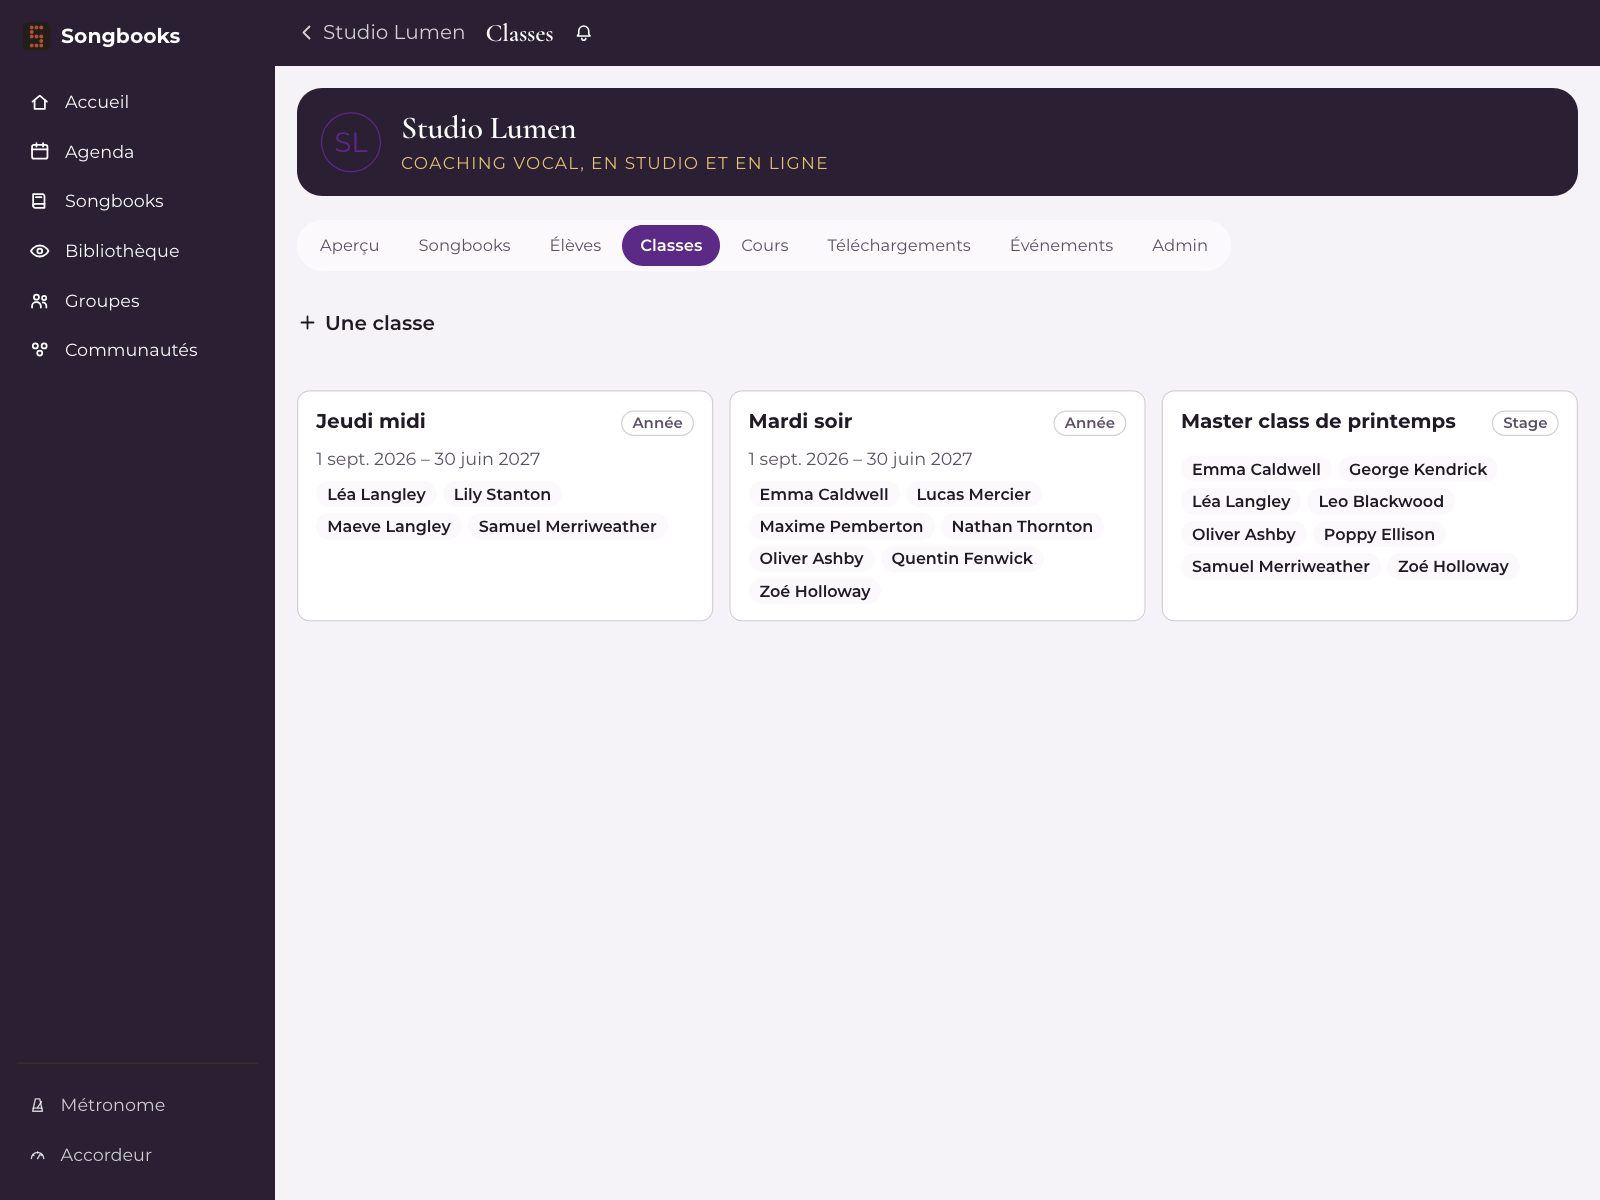 Songbooks
Accueil
Agenda
Songbooks
Bibliothèque
Groupes
Communautés
Métronome
Accordeur
Studio Lumen Classes
SL
Studio Lumen
COACHING VOCAL, EN STUDIO ET EN LIGNE
Aperçu Songbooks Élèves Classes Cours Téléchargements Événements Admin
+ Une classe
Jeudi midi Année
1 sept. 2026 – 30 juin 2027
Léa Langley Lily Stanton
Maeve Langley Samuel Merriweather
Mardi soir Année
1 sept. 2026 – 30 juin 2027
Emma Caldwell Lucas Mercier
Maxime Pemberton Nathan Thornton
Oliver Ashby Quentin Fenwick
Zoé Holloway
Master class de printemps Stage
Emma Caldwell George Kendrick
Léa Langley Leo Blackwood
Oliver Ashby Poppy Ellison
Samuel Merriweather Zoé Holloway